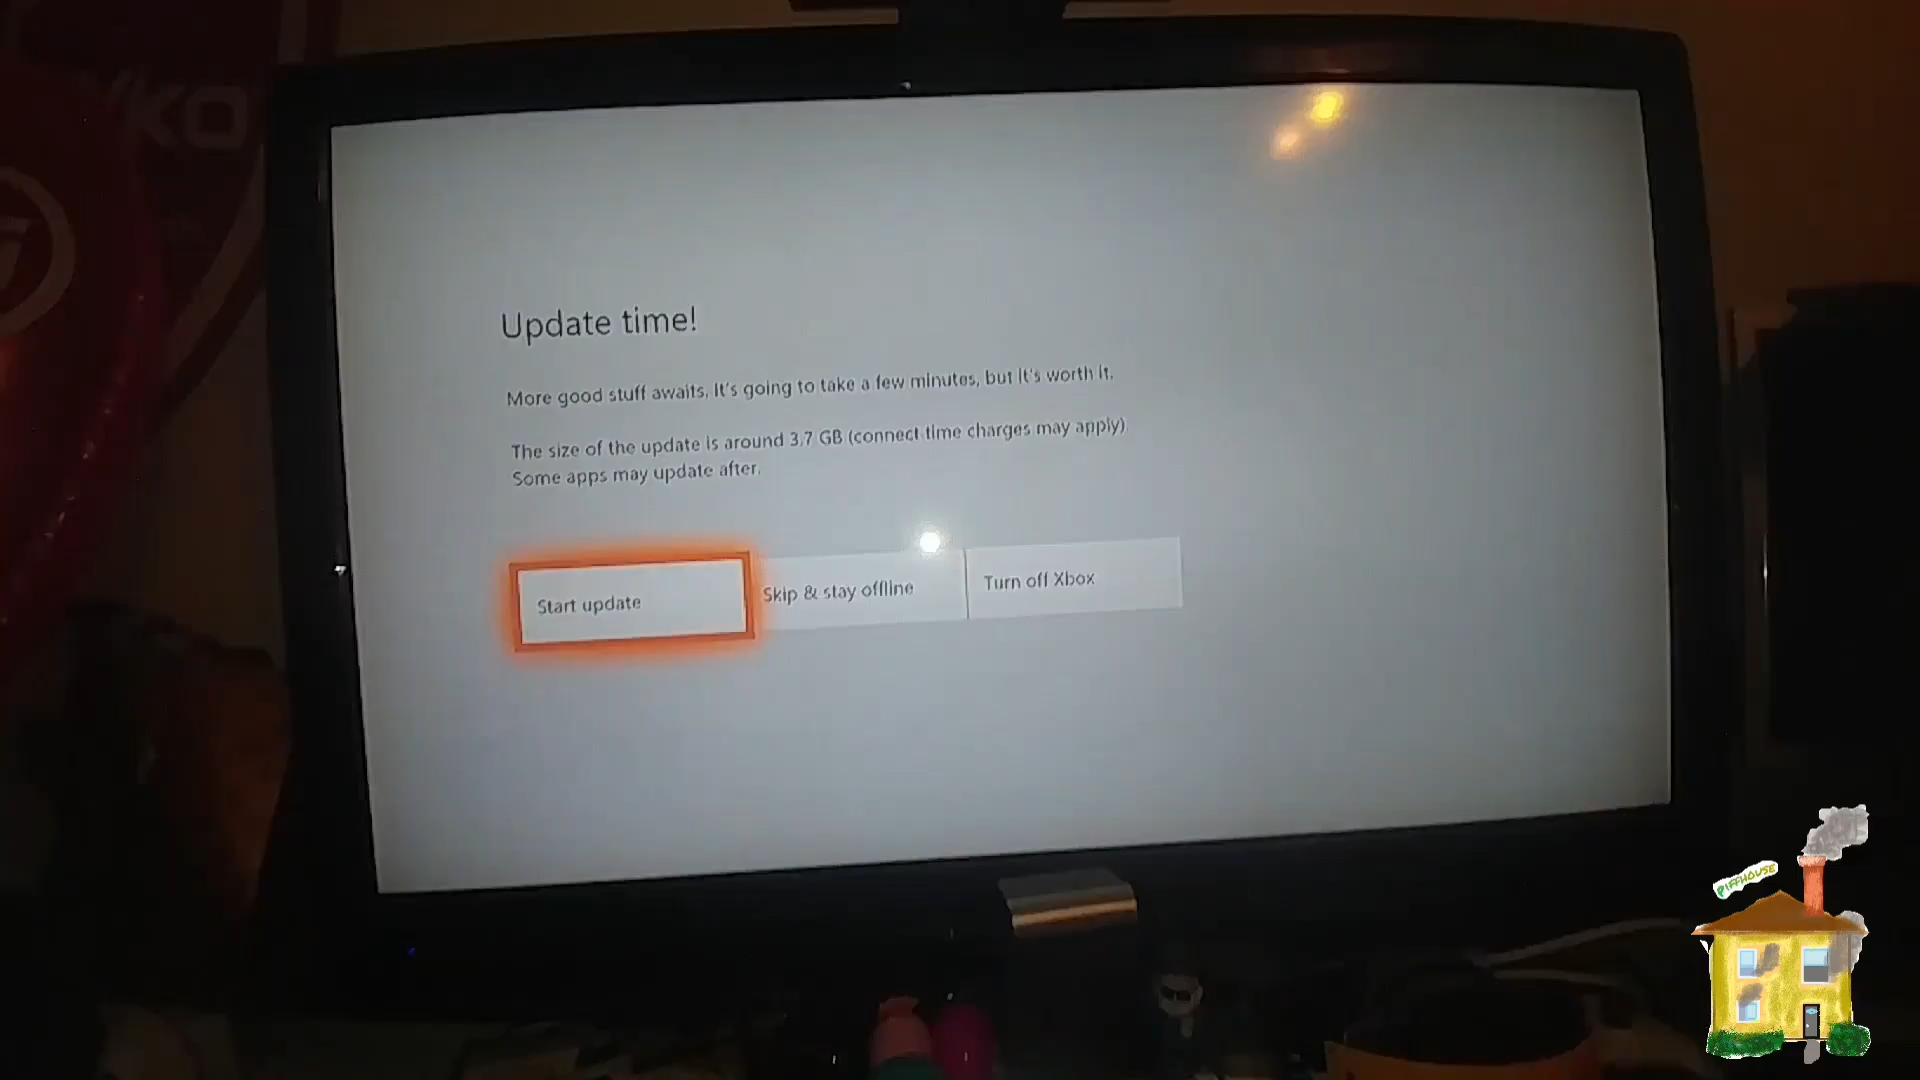 KO
Update time!
More good stuff awaits. It's going to take a few minutes, but it's worth it.
The size of the update is around 3.7 GB (connect time charges may apply)
Some apps may update after.
Start update
Skip & stay offline
Turn off Xbox
PIFFHOUSE